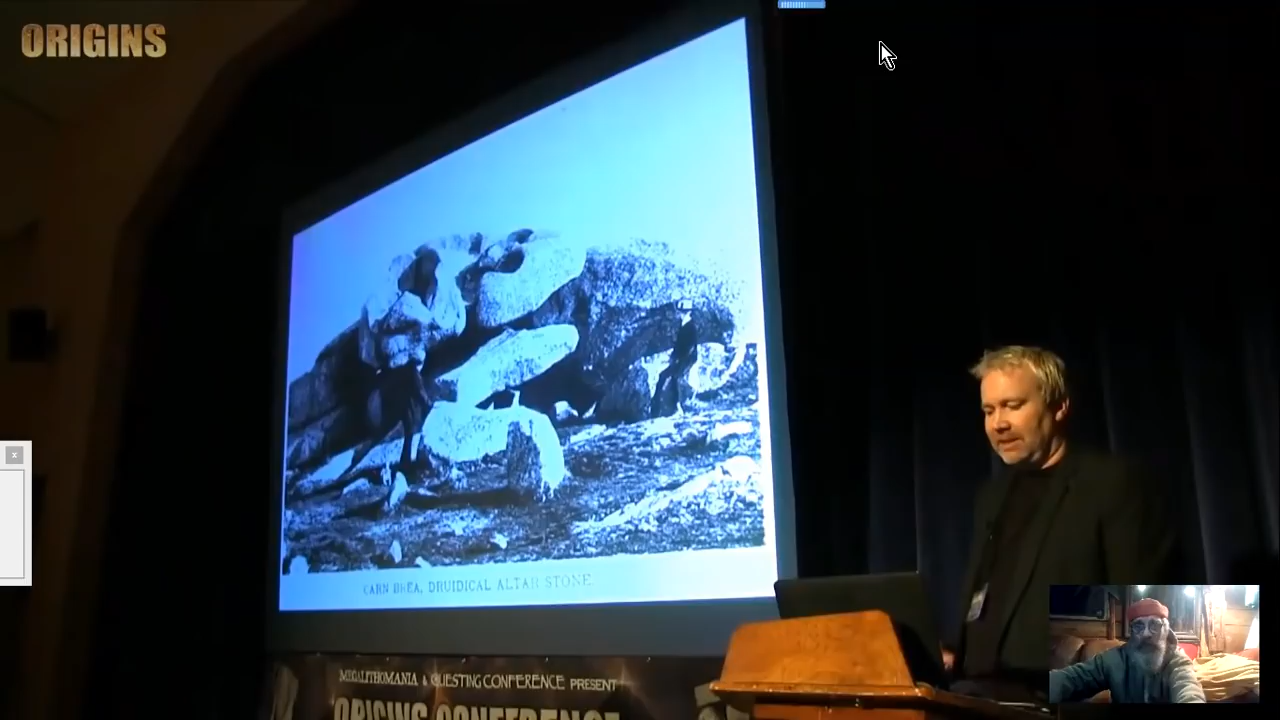 ORIGINS
CARN BREA, DRUIDICAL ALTAR STONE.
MEGALITHOMANIA & QUESTING CONFERENCE PRESENT
ORIGINS CONFERENCE
x